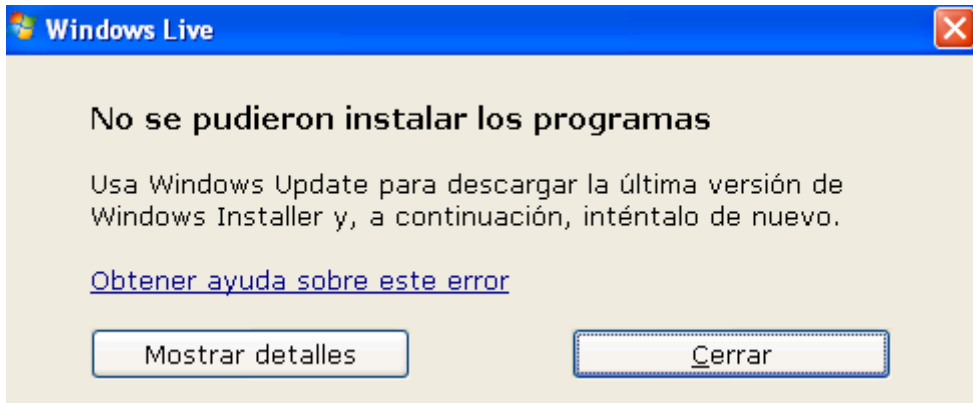 Windows Live
No se pudieron instalar los programas
Usa Windows Update para descargar la última versión de
Windows Installer y, a continuación, inténtalo de nuevo.
Obtener ayuda sobre este error
Mostrar detalles
Cerrar